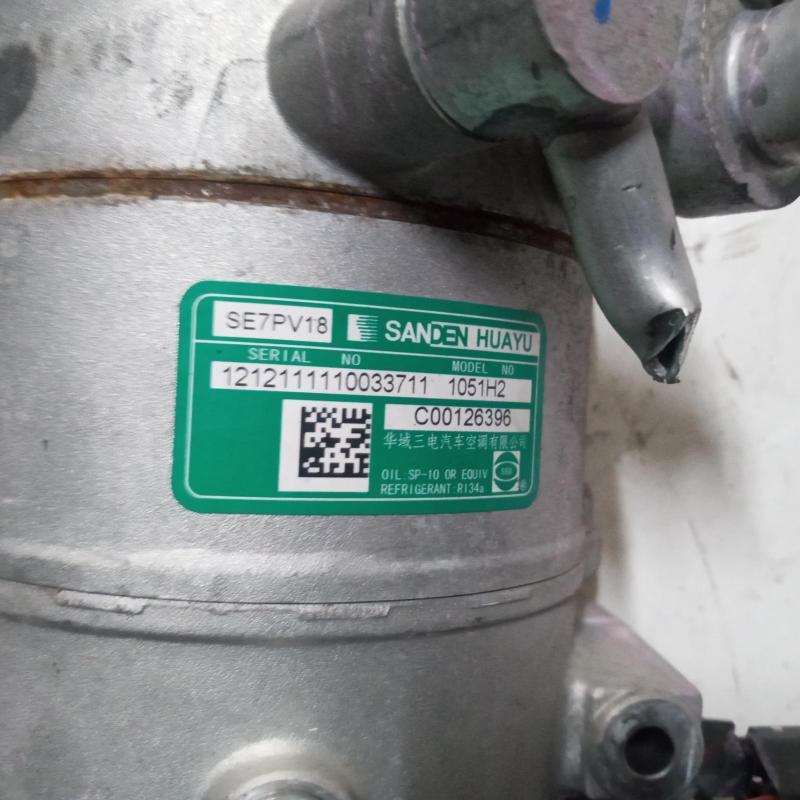 SE7PV18 SANDEN HUAYU
SERIAL NO MODEL NO
12121111110033711 1051H2
C00126396
华域三电汽车空调有限公司
OIL:SP-10 OR EQUIV
REFRIGERANT:R134a